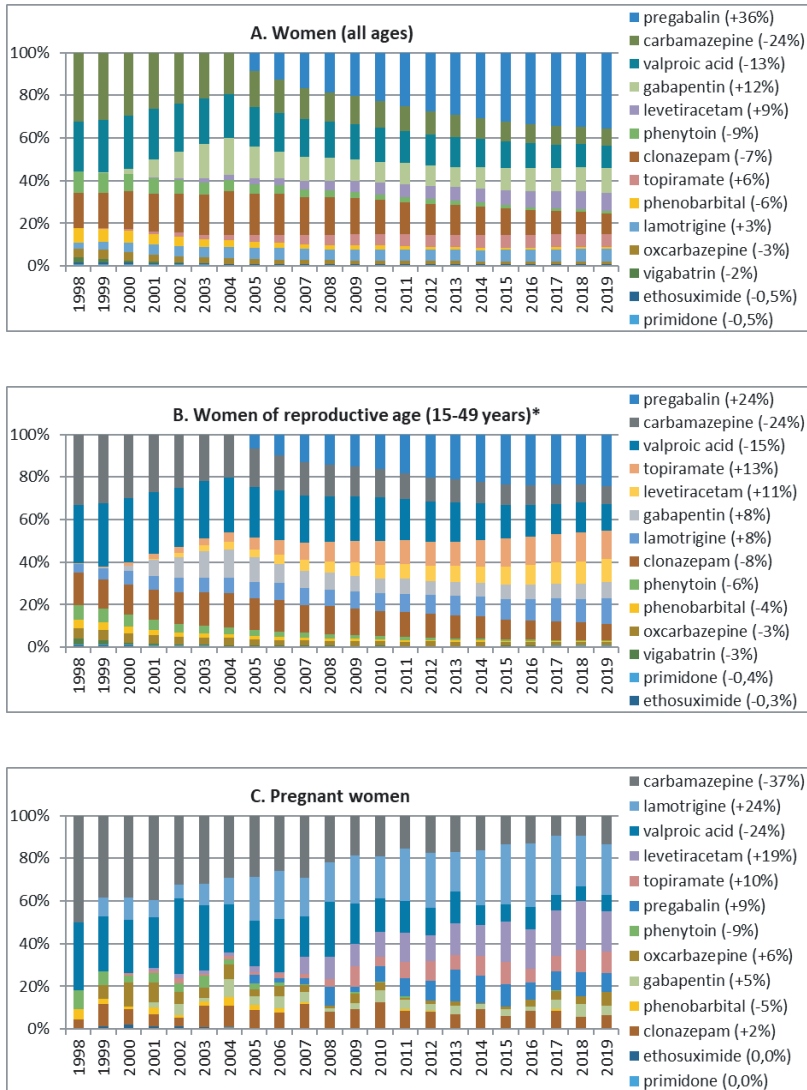 A. Women (all ages)
100%
80%
60%
40%
20%
0%
1998
1999
2000
2001
2002
2003
2004
2005
2006
2007
2008
2009
2010
2011
2012
2013
2014
2015
2016
2017
2018
2019
pregabalin (+36%)
carbamazepine (-24%)
valproic acid (-13%)
gabapentin (+12%)
levetiracetam (+9%)
phenytoin (-9%)
clonazepam (-7%)
topiramate (+6%)
phenobarbital (-6%)
lamotrigine (+3%)
oxcarbazepine (-3%)
vigabatrin (-2%)
ethosuximide (-0,5%)
primidone (-0,5%)
B. Women of reproductive age (15-49 years)*
100%
80%
60%
40%
20%
0%
1998
1999
2000
2001
2002
2003
2004
2005
2006
2007
2008
2009
2010
2011
2012
2013
2014
2015
2016
2017
2018
2019
pregabalin (+24%)
carbamazepine (-24%)
valproic acid (-15%)
topiramate (+13%)
levetiracetam (+11%)
gabapentin (+8%)
lamotrigine (+8%)
clonazepam (-8%)
phenytoin (-6%)
phenobarbital (-4%)
oxcarbazepine (-3%)
vigabatrin (-3%)
primidone (-0,4%)
ethosuximide (-0,3%)
C. Pregnant women
100%
80%
60%
40%
20%
0%
1998
1999
2000
2001
2002
2003
2004
2005
2006
2007
2008
2009
2010
2011
2012
2013
2014
2015
2016
2017
2018
2019
carbamazepine (-37%)
lamotrigine (+24%)
valproic acid (-24%)
levetiracetam (+19%)
topiramate (+10%)
pregabalin (+9%)
phenytoin (-9%)
oxcarbazepine (+6%)
gabapentin (+5%)
phenobarbital (-5%)
clonazepam (+2%)
ethosuximide (0,0%)
primidone (0,0%)